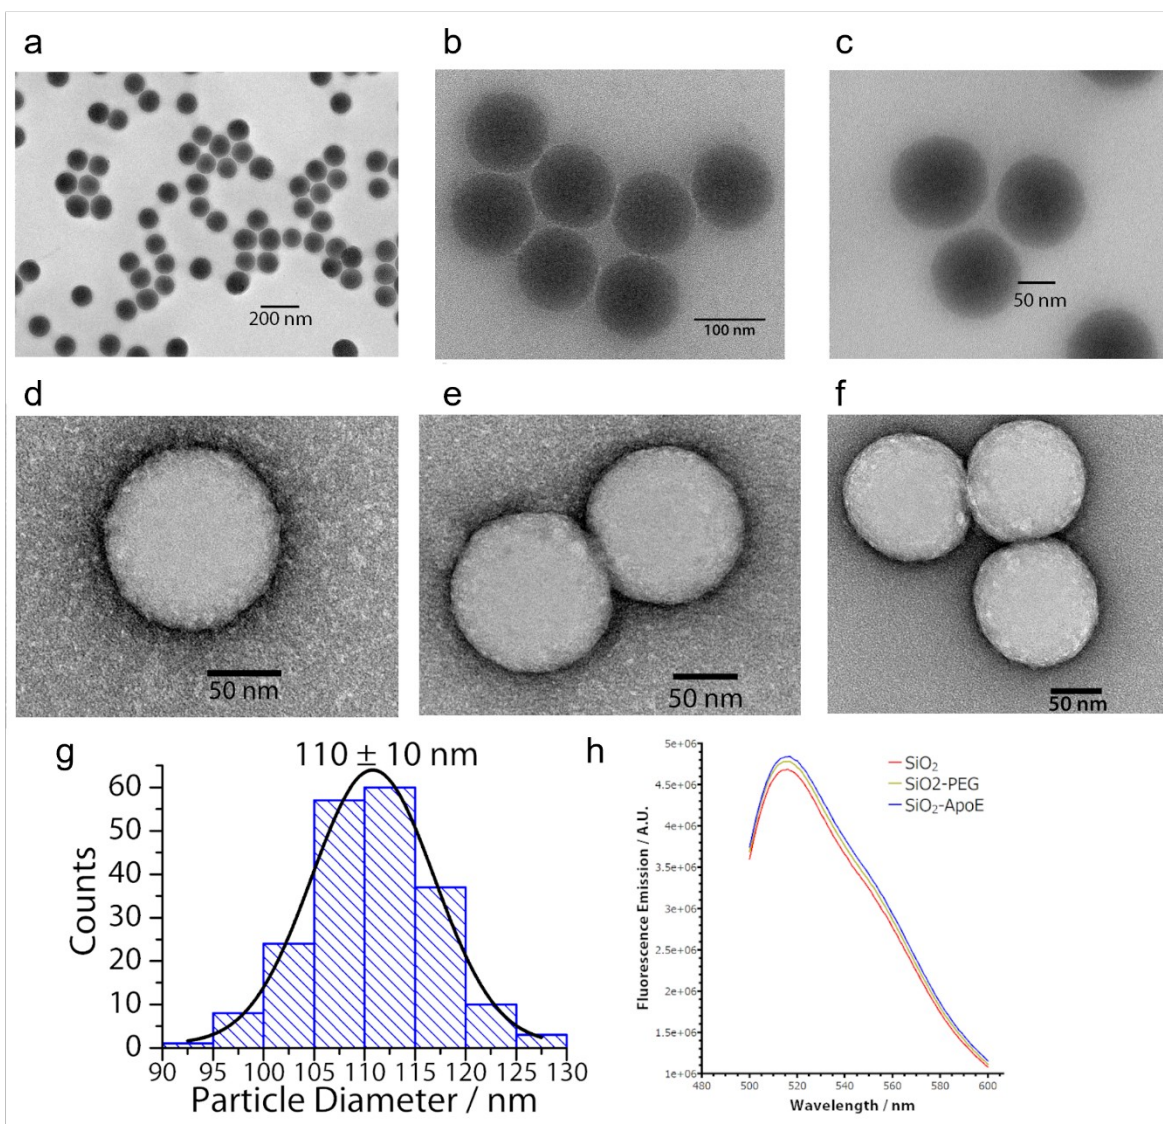 a
b
c
200 nm
100 nm
50 nm
d
e
f
50 nm
50 nm
50 nm
g
110 ± 10 nm
60
50
40
30
20
10
0
Counts
90 95 100 105 110 115 120 125 130
Particle Diameter / nm
h
5e+06
4.5e+06
4e+06
3.5e+06
3e+06
2.5e+06
2e+06
1.5e+06
1e+06
Fluorescence Emission / A.U.
SiO₂
SiO2-PEG
SiO₂-ApoE
480 500 520 540 560 580 600
Wavelength / nm